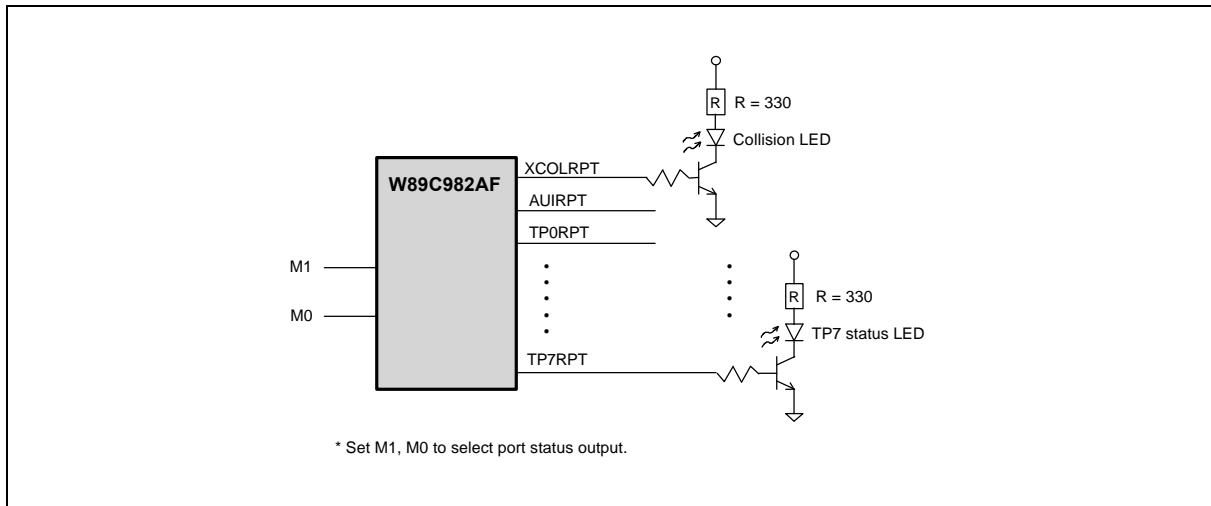 R R = 330
Collision LED
W89C982AF
XCOLRPT
AUIRPT
TP0RPT
M1
M0
R R = 330
TP7 status LED
TP7RPT
* Set M1, M0 to select port status output.